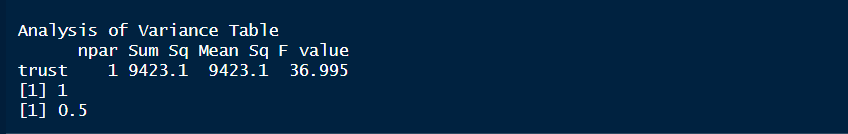 Analysis of Variance Table
npar Sum Sq Mean Sq F value
trust 1 9423.1 9423.1 36.995
[1] 1
[1] 0.5